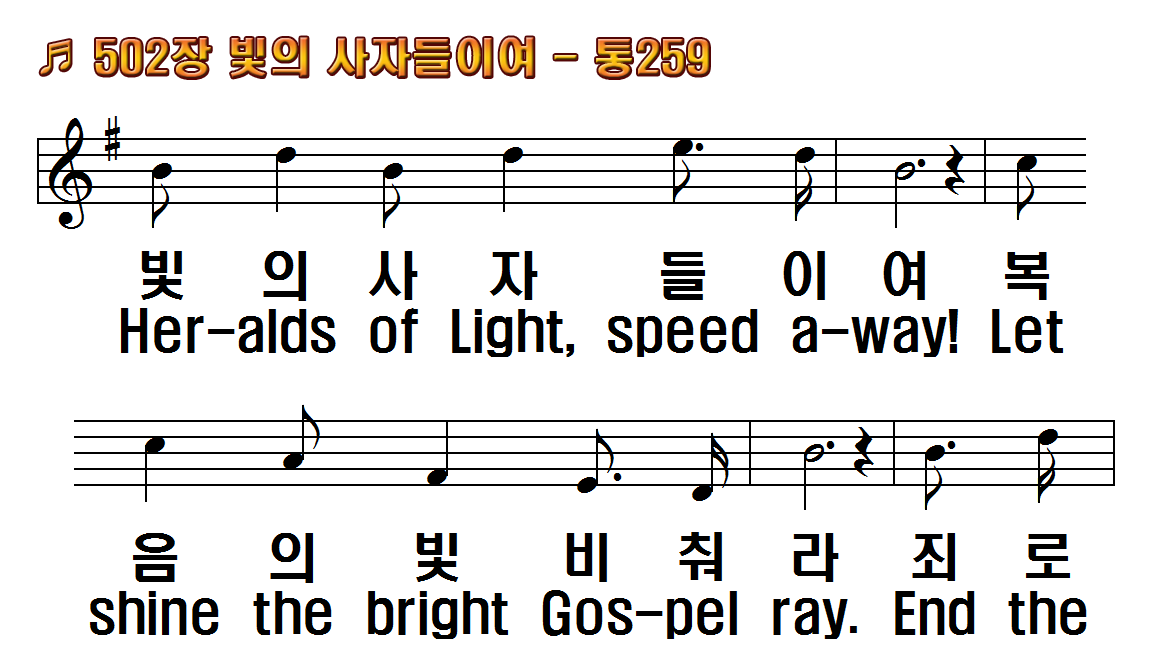 ♬ 502장 빛의 사자들이여 - 통259
빛 의 사 자 들 이 여 복
Her-alds of Light, speed a-way! Let
음 의 빛 비 춰 라 죄 로
shine the bright Gos-pel ray. End the